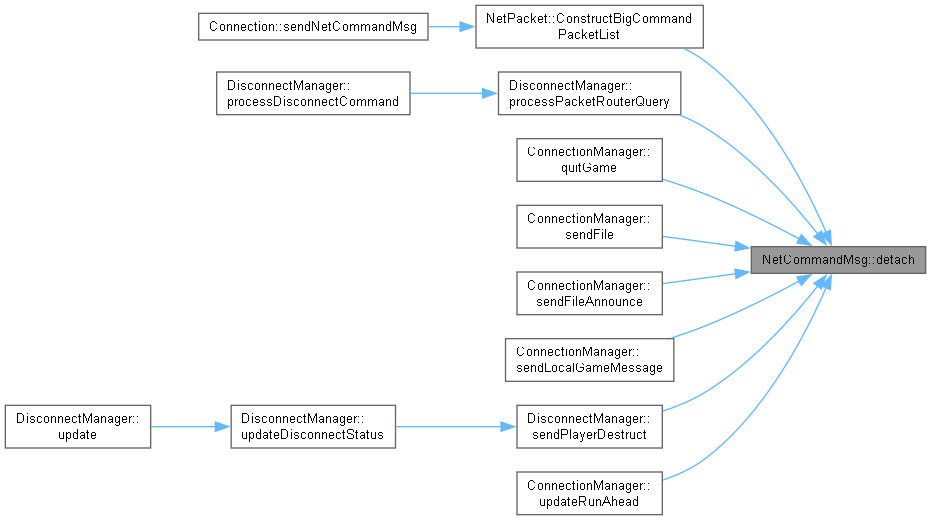 Connection::sendNetCommandMsg
NetPacket::ConstructBigCommand
PacketList
DisconnectManager::
processDisconnectCommand
DisconnectManager::
processPacketRouterQuery
ConnectionManager::
quitGame
ConnectionManager::
sendFile
NetCommandMsg::detach
ConnectionManager::
sendFileAnnounce
ConnectionManager::
sendLocalGameMessage
DisconnectManager::
update
DisconnectManager::
updateDisconnectStatus
DisconnectManager::
sendPlayerDestruct
ConnectionManager::
updateRunAhead